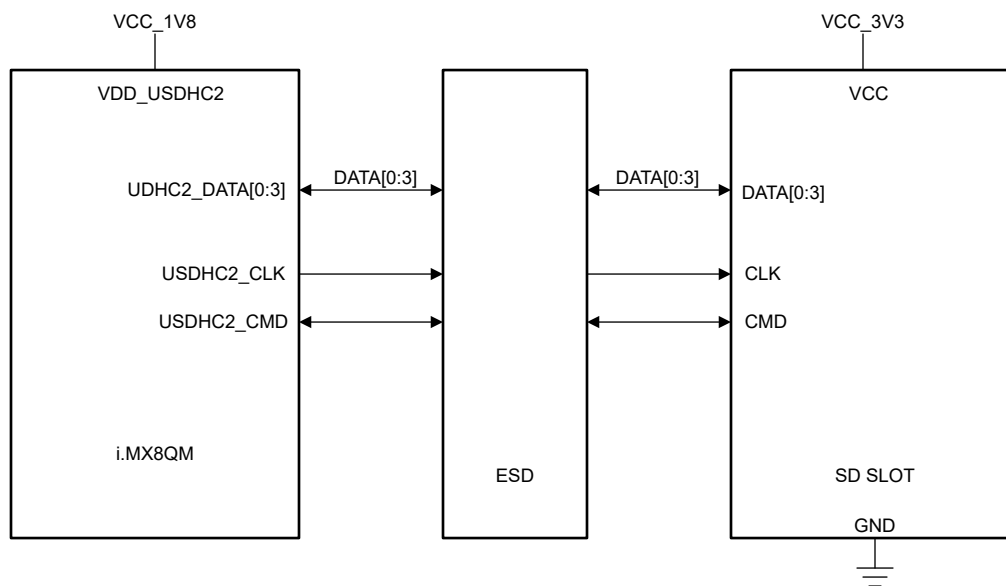 VCC_1V8
VCC_3V3
VDD_USDHC2
VCC
UDHC2_DATA[0:3]
DATA[0:3]
DATA[0:3]
DATA[0:3]
USDHC2_CLK
CLK
USDHC2_CMD
CMD
i.MX8QM
ESD
SD SLOT
GND